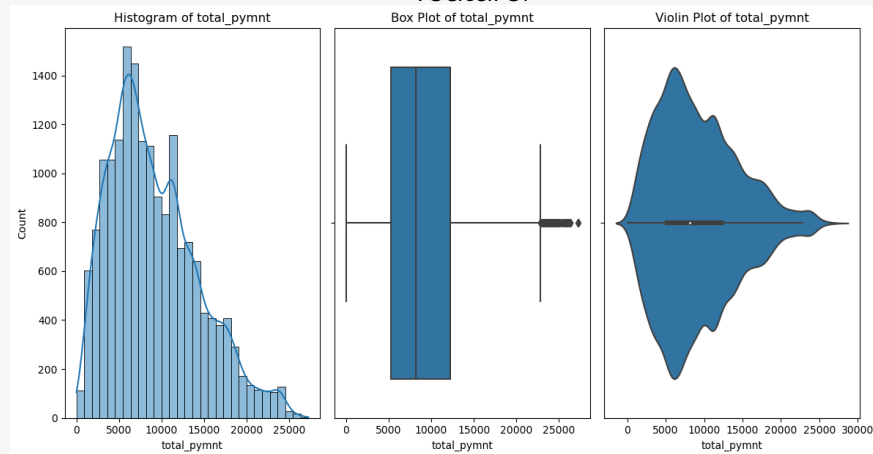 Histogram of total_pymnt
Box Plot of total_pymnt
Violin Plot of total_pymnt
Count
1400
1200
1000
800
600
400
200
0
0 5000 10000 15000 20000 25000
total_pymnt
0 5000 10000 15000 20000 25000
total_pymnt
0 5000 10000 15000 20000 25000 30000
total_pymnt